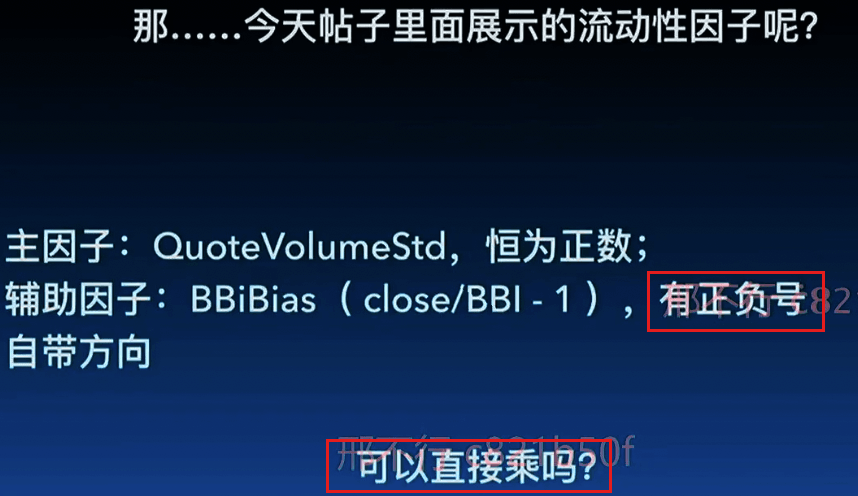 那……今天帖子里面展示的流动性因子呢?
主因子：QuoteVolumeStd，恒为正数；
辅助因子：BBiBias（close/BBI - 1），有正负号
自带方向
可以直接乘吗?
邢不行 c821b50f